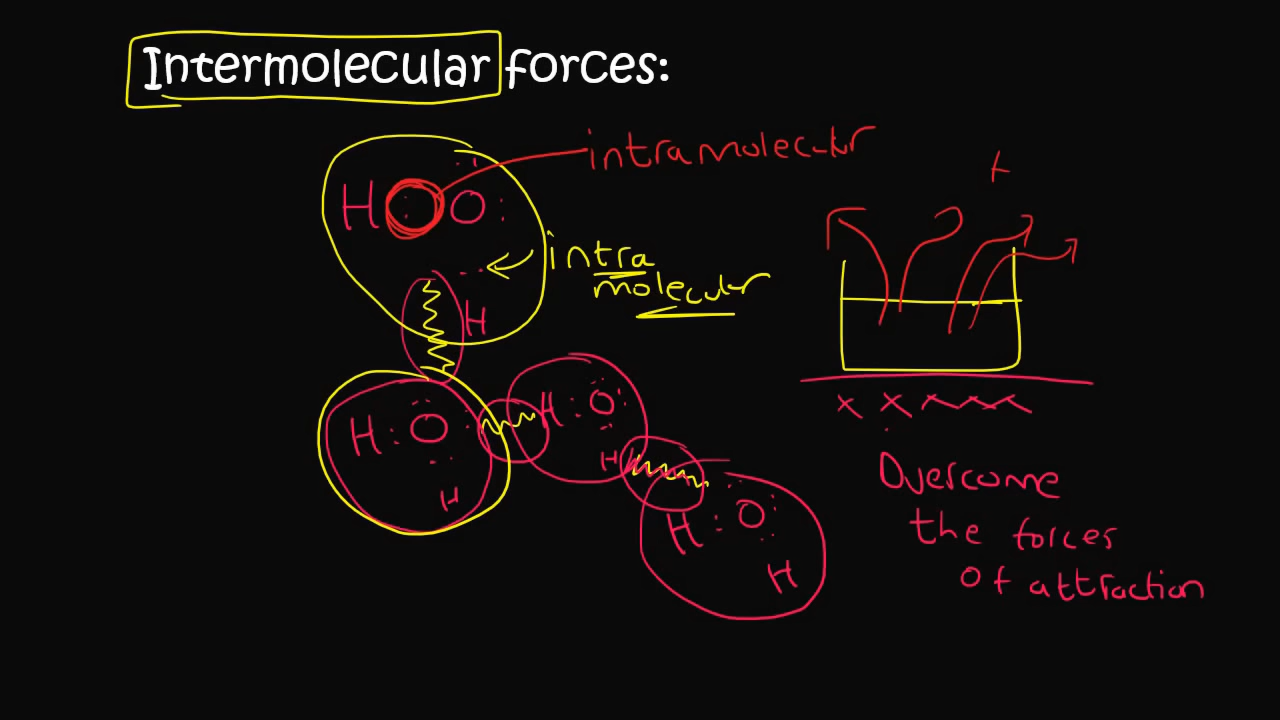 Intermolecular forces:
intramolecular
H : O
intra
molecular
H
H : O
H
H : O
H
H : O
H
x x x x x x
Overcome
the forces
of attraction